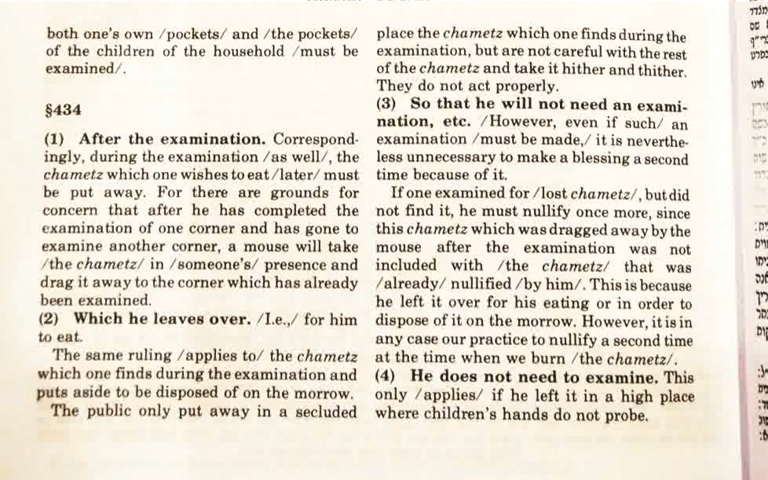 both one's own /pockets/ and /the pockets/
of the children of the household /must be
examined/.
§434
(1) After the examination. Correspond-
ingly, during the examination /as well/, the
chametz which one wishes to eat /later/ must
be put away. For there are grounds for
concern that after he has completed the
examination of one corner and has gone to
examine another corner, a mouse will take
/the chametz/ in /someone's/ presence and
drag it away to the corner which has already
been examined.
(2) Which he leaves over. /I.e.,/ for him
to eat.
The same ruling /applies to/ the chametz
which one finds during the examination and
puts aside to be disposed of on the morrow.
The public only put away in a secluded
place the chametz which one finds during the
examination, but are not careful with the rest
of the chametz and take it hither and thither.
They do not act properly.
(3) So that he will not need an exami-
nation, etc. /However, even if such/ an
examination /must be made,/ it is neverthe-
less unnecessary to make a blessing a second
time because of it.
If one examined for /lost chametz/, but did
not find it, he must nullify once more, since
this chametz which was dragged away by the
mouse after the examination was not
included with /the chametz/ that was
/already/ nullified /by him/. This is because
he left it over for his eating or in order to
dispose of it on the morrow. However, it is in
any case our practice to nullify a second time
at the time when we burn /the chametz/.
(4) He does not need to examine. This
only /applies/ if he left it in a high place
where children's hands do not probe.